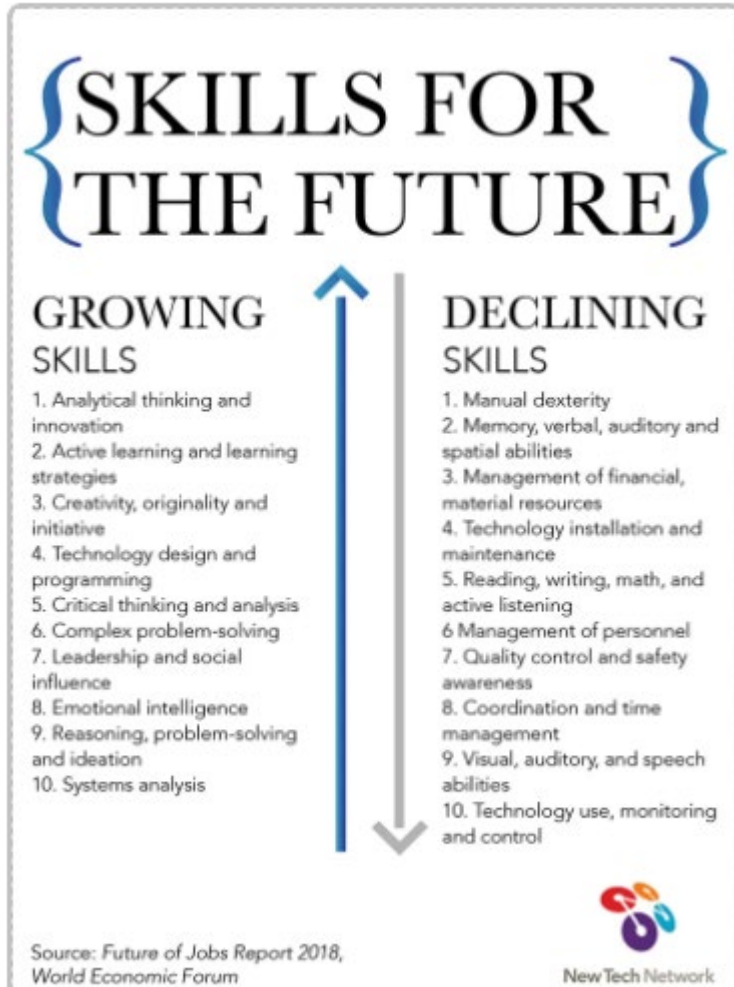 SKILLS FOR
THE FUTURE
GROWING
SKILLS
1. Analytical thinking and
innovation
2. Active learning and learning
strategies
3. Creativity, originality and
initiative
4. Technology design and
programming
5. Critical thinking and analysis
6. Complex problem-solving
7. Leadership and social
influence
8. Emotional intelligence
9. Reasoning, problem-solving
and ideation
10. Systems analysis
DECLINING
SKILLS
1. Manual dexterity
2. Memory, verbal, auditory and
spatial abilities
3. Management of financial,
material resources
4. Technology installation and
maintenance
5. Reading, writing, math, and
active listening
6 Management of personnel
7. Quality control and safety
awareness
8. Coordination and time
management
9. Visual, auditory, and speech
abilities
10. Technology use, monitoring
and control
Source: Future of Jobs Report 2018,
World Economic Forum
New Tech Network